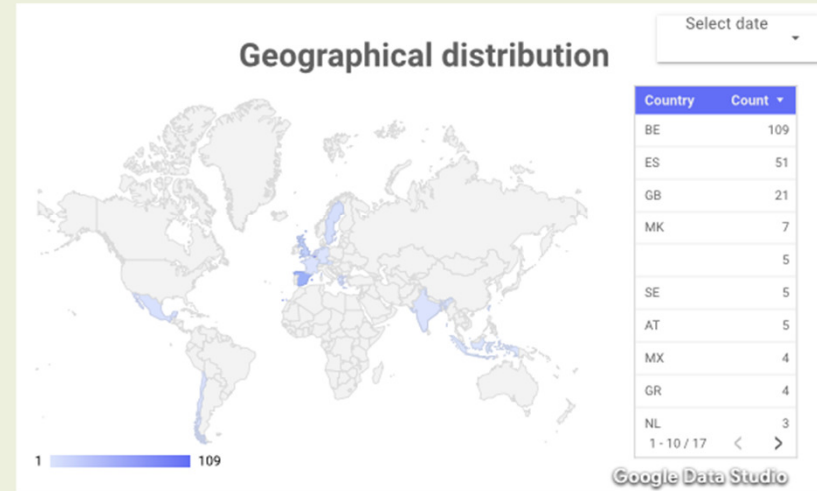 Select date
Geographical distribution
Country Count
BE 109
ES 51
GB 21
MK 7
5
SE 5
AT 5
MX 4
GR 4
NL 3
1 - 10 / 17
1 109
Google Data Studio